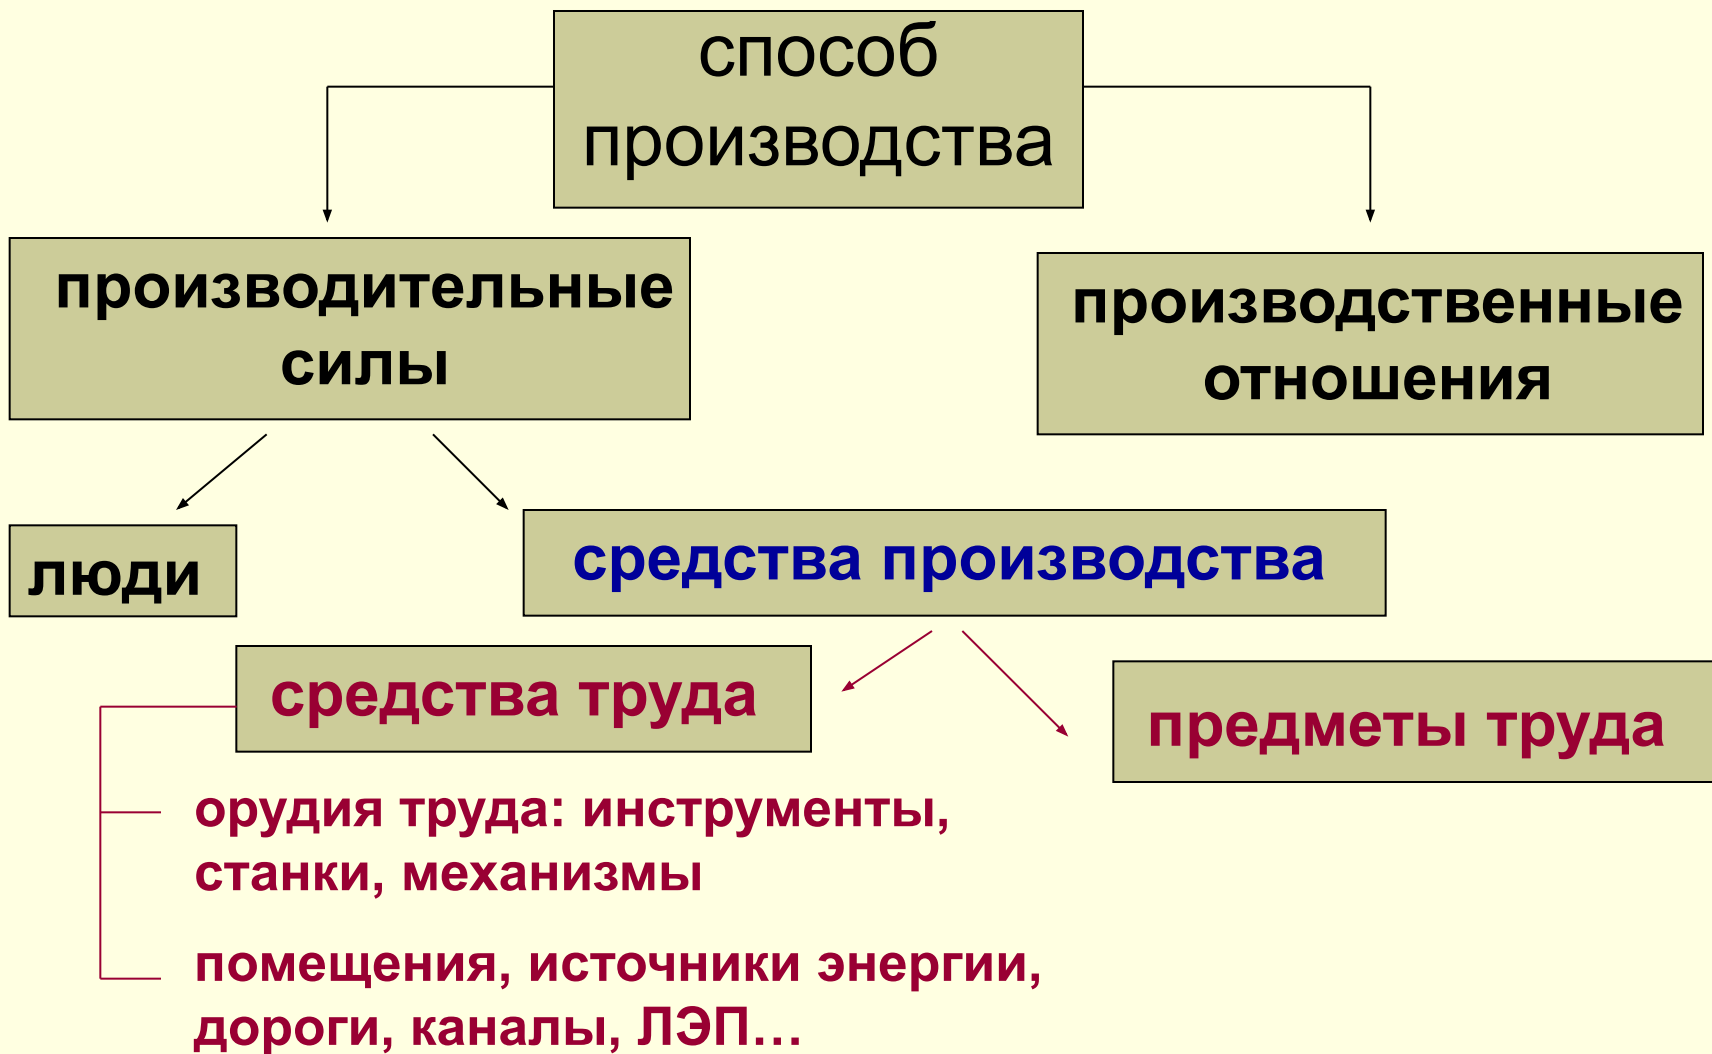 способ
производства
производительные
силы
производственные
отношения
люди
средства производства
средства труда
предметы труда
орудия труда: инструменты,
станки, механизмы
помещения, источники энергии,
дороги, каналы, ЛЭП...